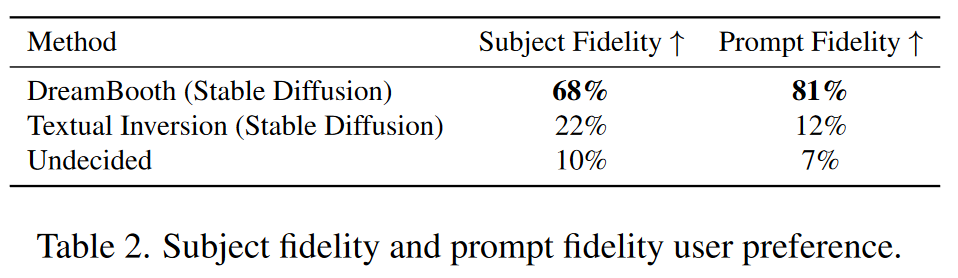 Method Subject Fidelity ↑ Prompt Fidelity ↑
DreamBooth (Stable Diffusion) 68% 81%
Textual Inversion (Stable Diffusion) 22% 12%
Undecided 10% 7%
Table 2. Subject fidelity and prompt fidelity user preference.